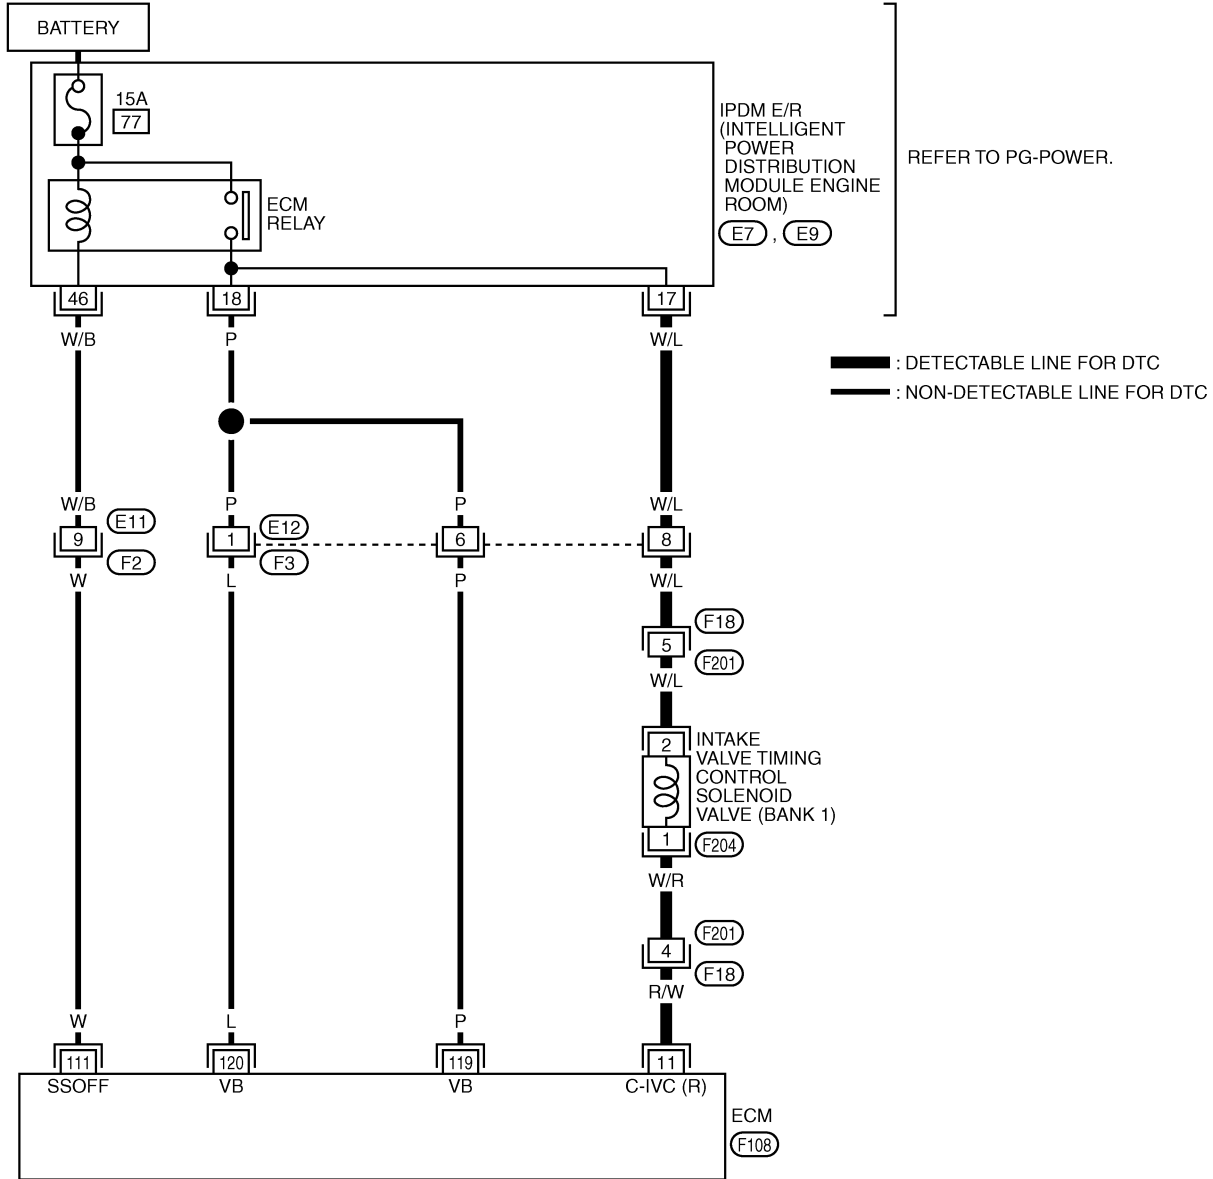 BATTERY
15A
77
IPDM E/R
(INTELLIGENT
POWER
DISTRIBUTION
MODULE ENGINE
ROOM)
E7 , E9
REFER TO PG-POWER.
ECM
RELAY
46
18
17
W/B
P
W/L
: DETECTABLE LINE FOR DTC
: NON-DETECTABLE LINE FOR DTC
W/B
P
P
W/L
9
E11
F2
1
E12
F3
6
8
W
L
P
W/L
F18
5
F201
W/L
2
INTAKE
VALVE TIMING
CONTROL
SOLENOID
VALVE (BANK 1)
1
F204
W/R
F201
4
F18
R/W
W
L
P
111
120
119
11
SSOFF
VB
VB
C-IVC (R)
ECM
F108